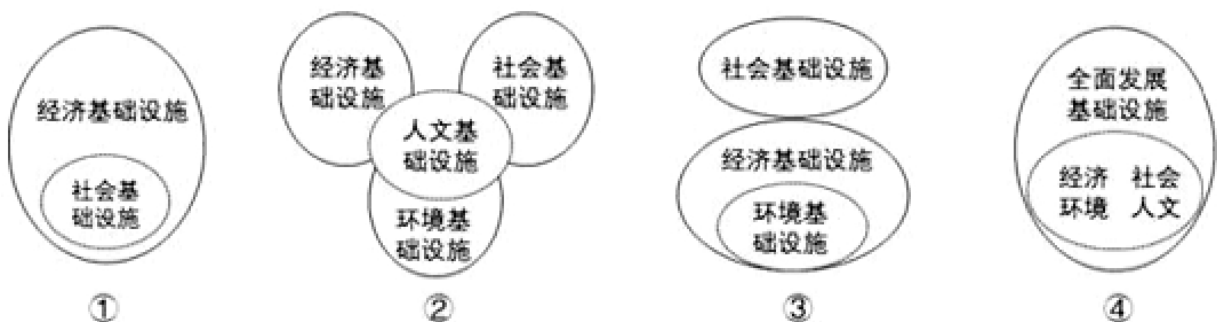 经济基础设施
社会基
础设施
①
经济基
础设施
社会基
础设施
人文基
础设施
环境基
础设施
②
社会基础设施
经济基础设施
环境基
础设施
③
全面发展
基础设施
经济 社会
环境 人文
④